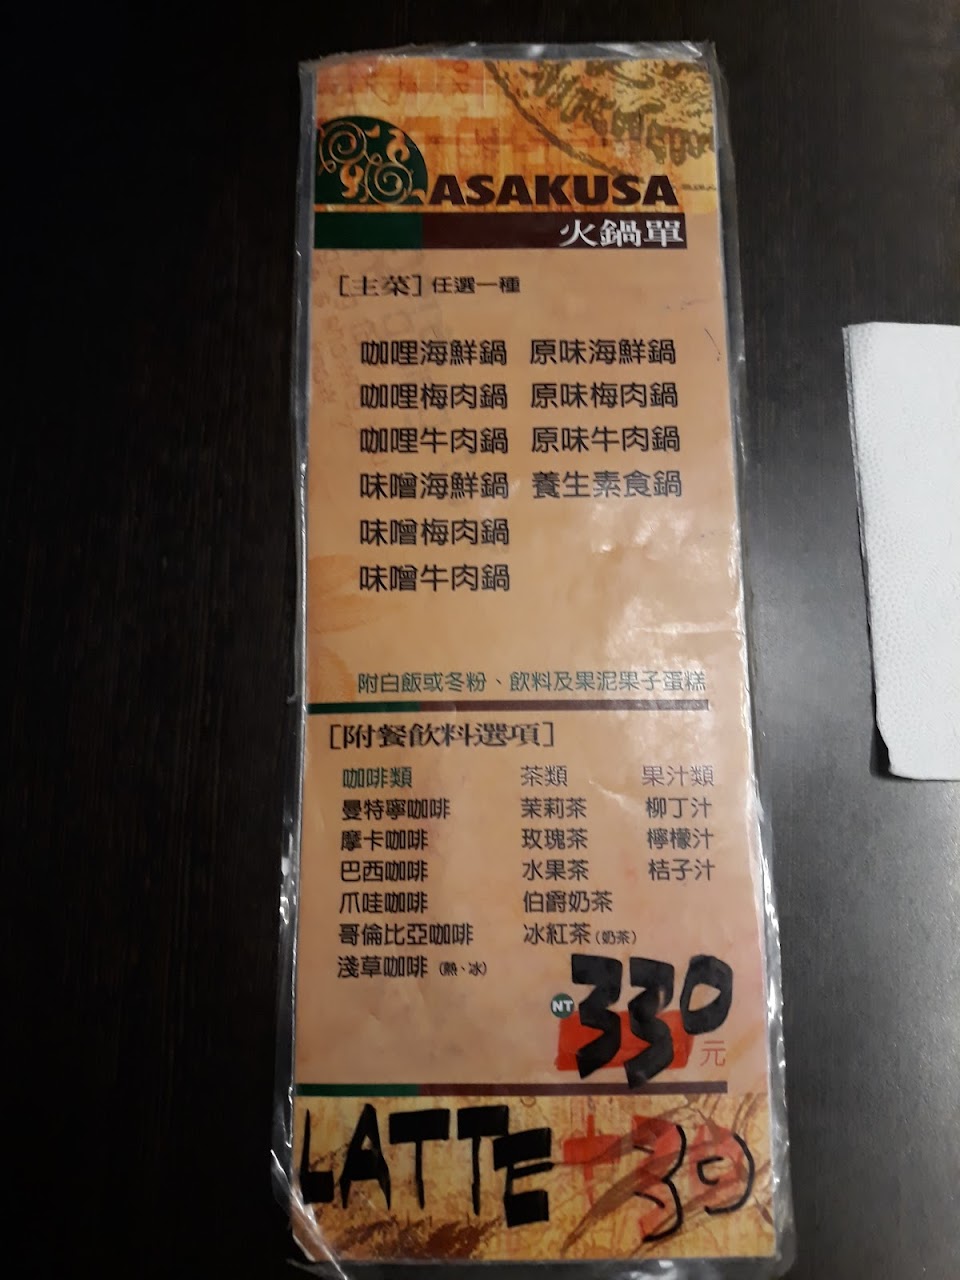 ASAKUSA
火鍋單
[主菜] 任選一種
咖哩海鮮鍋 原味海鮮鍋
咖哩梅肉鍋 原味梅肉鍋
咖哩牛肉鍋 原味牛肉鍋
味噌海鮮鍋 養生素食鍋
味噌梅肉鍋
味噌牛肉鍋
附白飯或冬粉、飲料及果泥果子蛋糕
[附餐飲料選項]
咖啡類 茶類 果汁類
曼特寧咖啡 茉莉茶 柳丁汁
摩卡咖啡 玫瑰茶 檸檬汁
巴西咖啡 水果茶 桔子汁
爪哇咖啡 伯爵奶茶
哥倫比亞咖啡 冰紅茶(奶茶)
淺草咖啡 (熱、冰)
NT 330元
LATTE +30